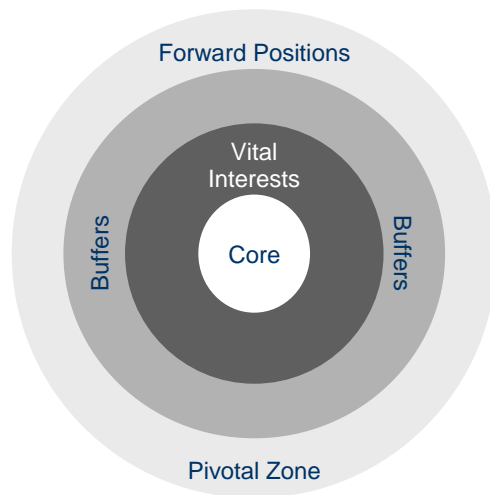 Forward Positions
Vital
Interests
Buffers
Core
Buffers
Pivotal Zone